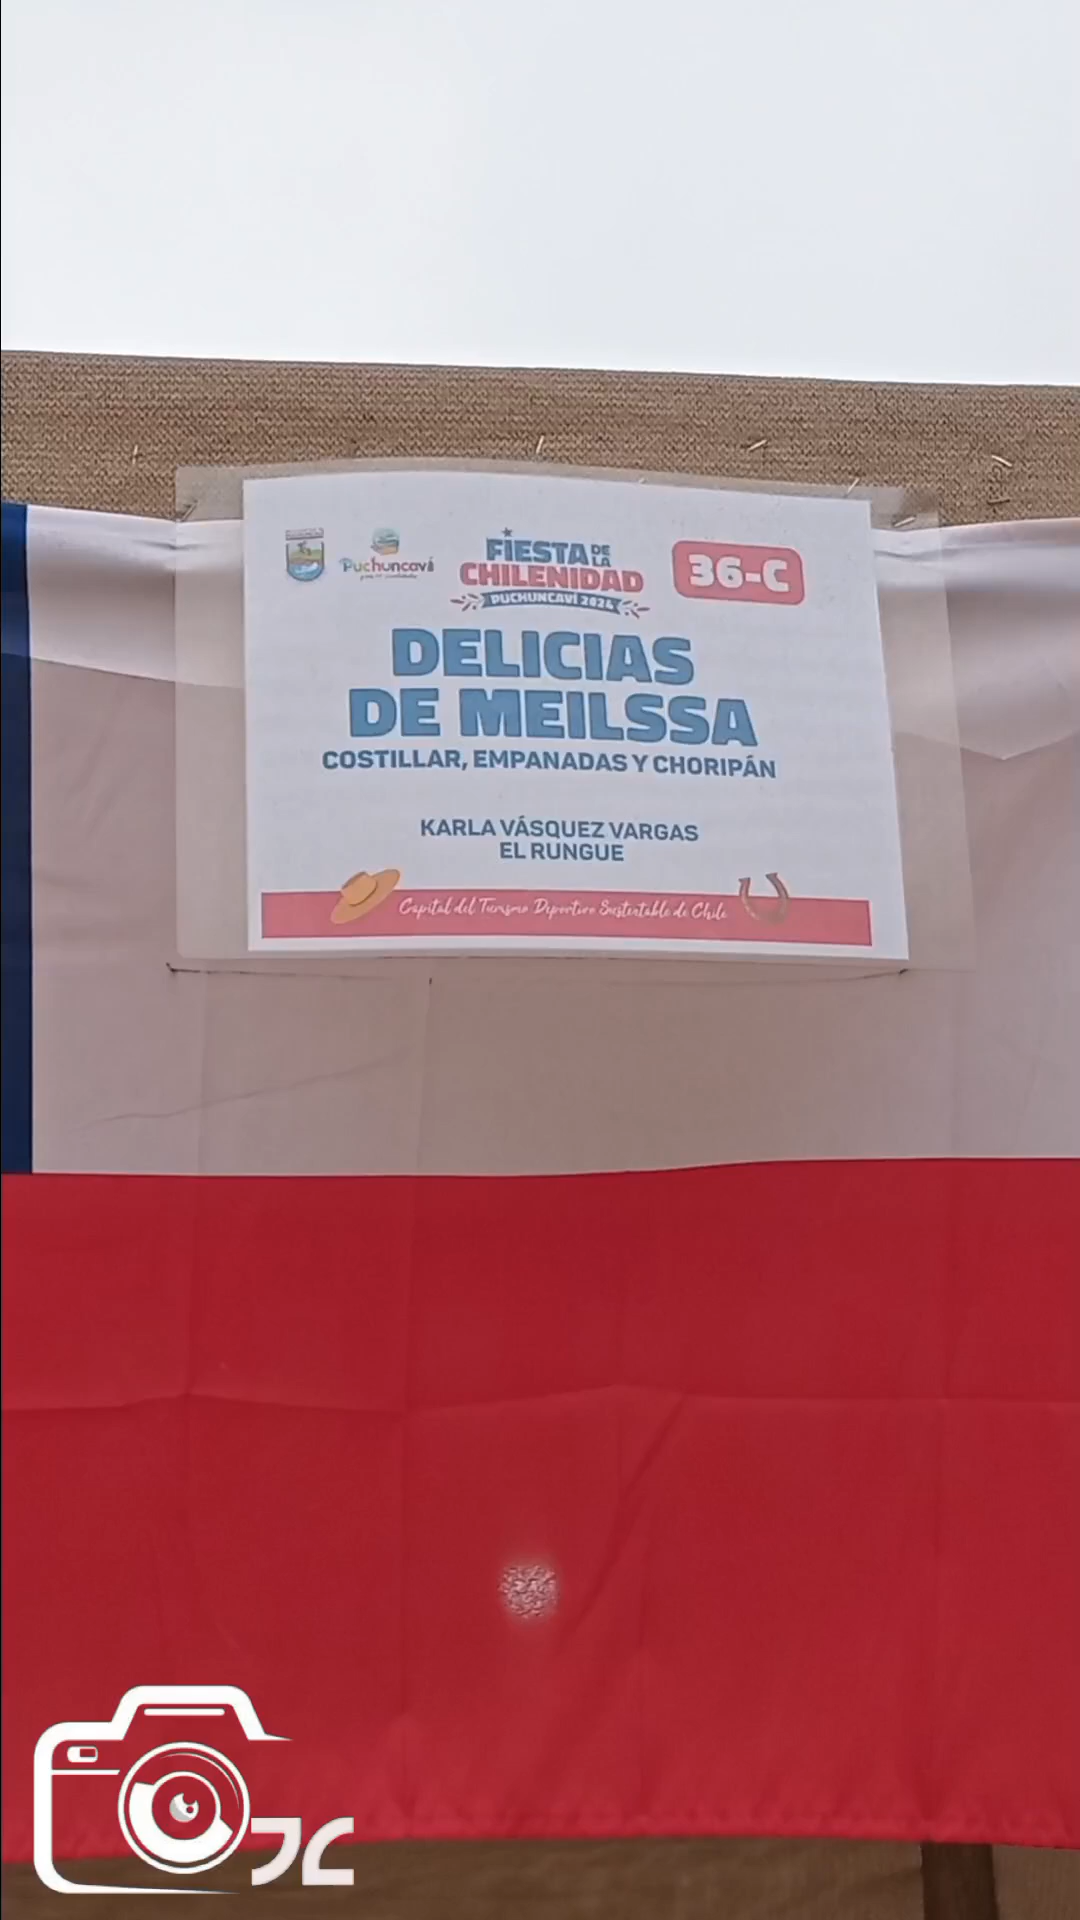 Puchuncaví
FIESTA DE LA
CHILENIDAD
PUCHUNCAVÍ 2024
36-C
DELICIAS
DE MEILSSA
COSTILLAR, EMPANADAS Y CHORIPÁN
KARLA VÁSQUEZ VARGAS
EL RUNGUE
Capital del Turismo Deportivo Sustentable de Chile
JC